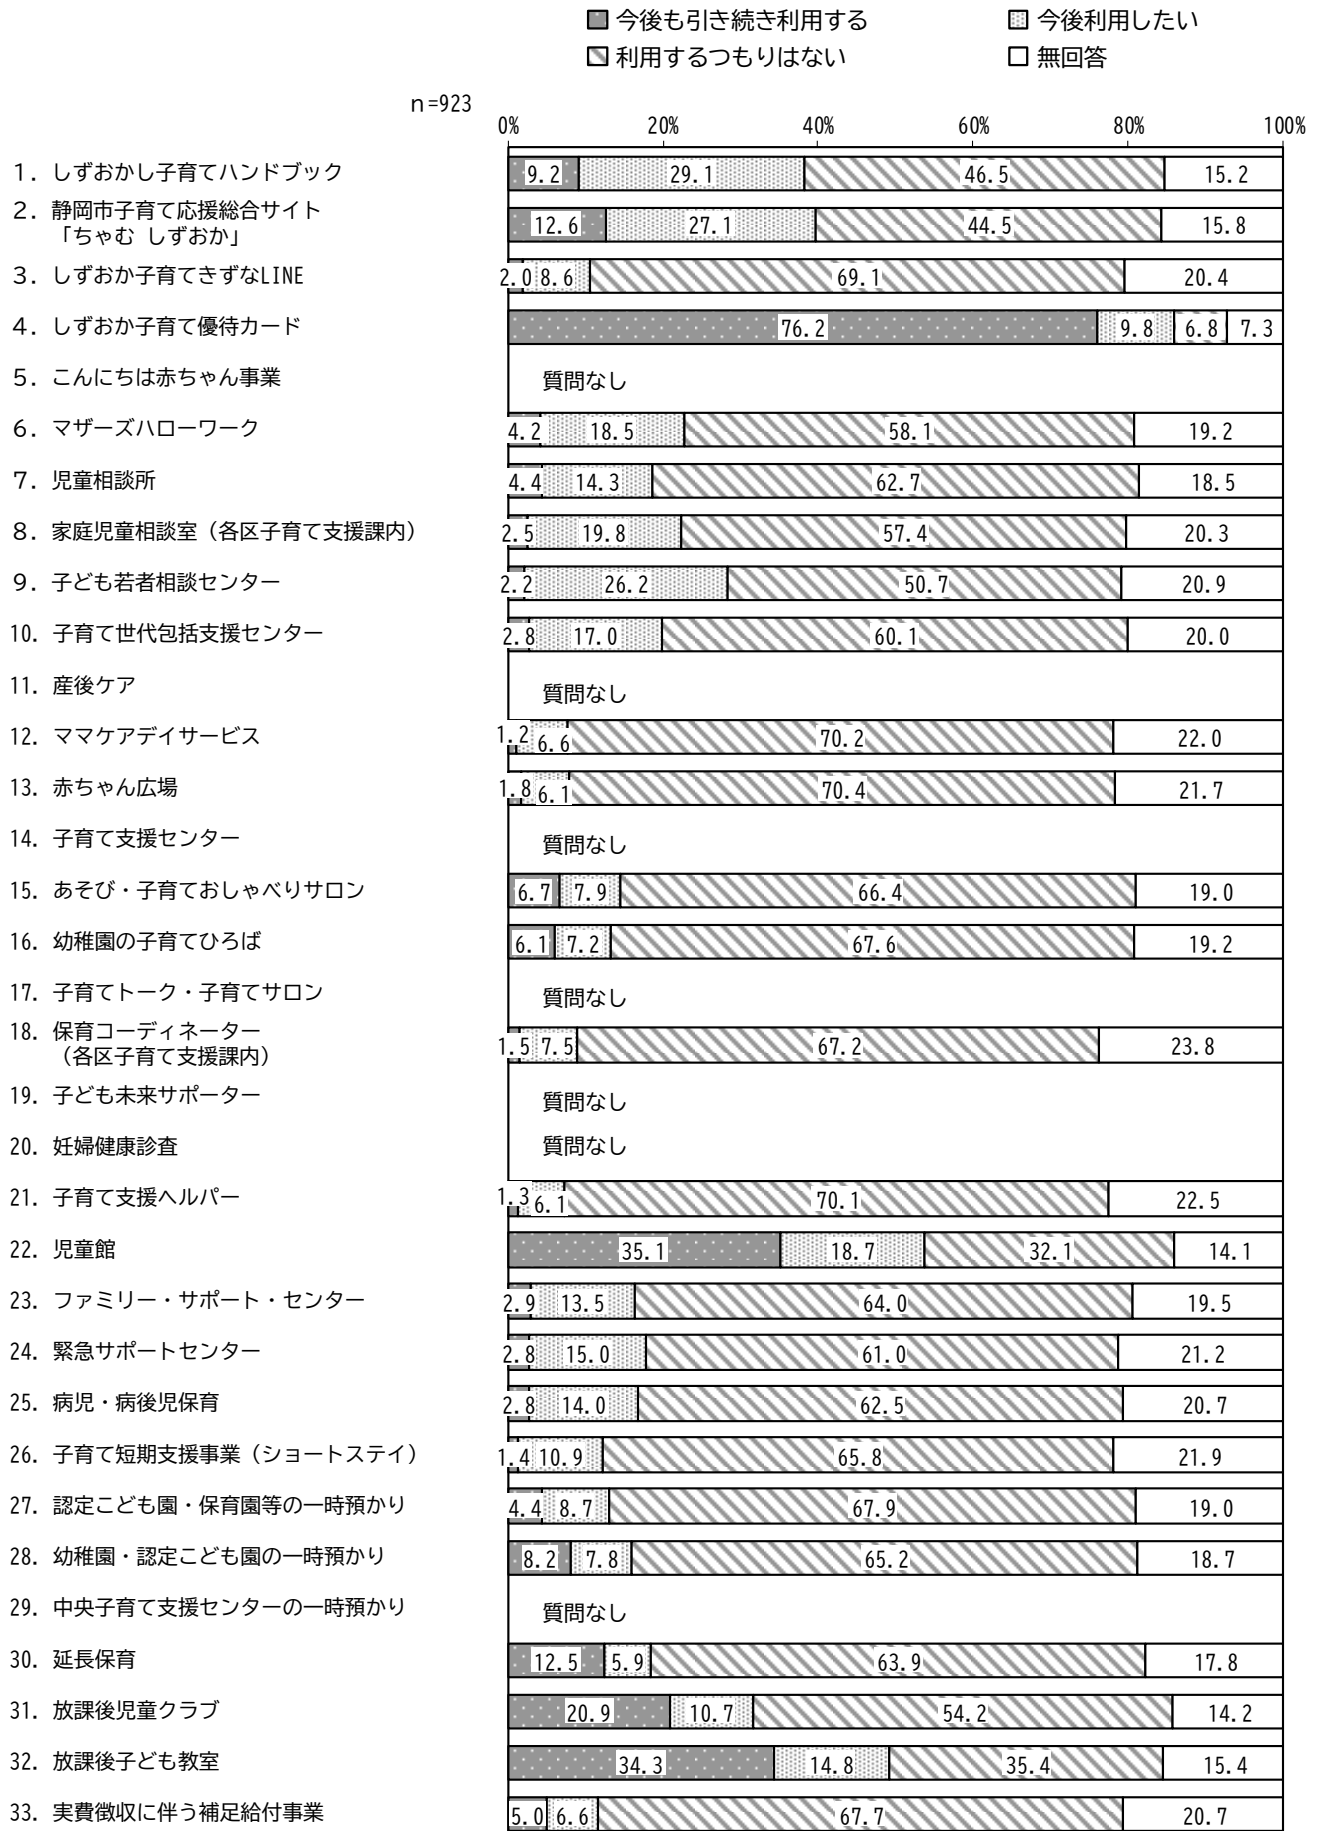 今後も引き続き利用する 今後利用したい
利用するつもりはない 無回答
n=923
0% 20% 40% 60% 80% 100%
1. しずおかし子育てハンドブック 9.2 29.1 46.5 15.2
2. 静岡市子育て応援総合サイト
「ちゃむ しずおか」 12.6 27.1 44.5 15.8
3. しずおか子育てきずなLINE 2.0 8.6 69.1 20.4
4. しずおか子育て優待カード 76.2 9.8 6.8 7.3
5. こんにちは赤ちゃん事業 質問なし
6. マザーズハローワーク 4.2 18.5 58.1 19.2
7. 児童相談所 4.4 14.3 62.7 18.5
8. 家庭児童相談室（各区子育て支援課内） 2.5 19.8 57.4 20.3
9. 子ども若者相談センター 2.2 26.2 50.7 20.9
10. 子育て世代包括支援センター 2.8 17.0 60.1 20.0
11. 産後ケア 質問なし
12. ママケアデイサービス 1.2 6.6 70.2 22.0
13. 赤ちゃん広場 1.8 6.1 70.4 21.7
14. 子育て支援センター 質問なし
15. あそび・子育ておしゃべりサロン 6.7 7.9 66.4 19.0
16. 幼稚園の子育てひろば 6.1 7.2 67.6 19.2
17. 子育てトーク・子育てサロン 質問なし
18. 保育コーディネーター
（各区子育て支援課内） 1.5 7.5 67.2 23.8
19. 子ども未来サポーター 質問なし
20. 妊婦健康診査 質問なし
21. 子育て支援ヘルパー 1.3 6.1 70.1 22.5
22. 児童館 35.1 18.7 32.1 14.1
23. ファミリー・サポート・センター 2.9 13.5 64.0 19.5
24. 緊急サポートセンター 2.8 15.0 61.0 21.2
25. 病児・病後児保育 2.8 14.0 62.5 20.7
26. 子育て短期支援事業（ショートステイ） 1.4 10.9 65.8 21.9
27. 認定こども園・保育園等の一時預かり 4.4 8.7 67.9 19.0
28. 幼稚園・認定こども園の一時預かり 8.2 7.8 65.2 18.7
29. 中央子育て支援センターの一時預かり 質問なし
30. 延長保育 12.5 5.9 63.9 17.8
31. 放課後児童クラブ 20.9 10.7 54.2 14.2
32. 放課後子ども教室 34.3 14.8 35.4 15.4
33. 実費徴収に伴う補足給付事業 5.0 6.6 67.7 20.7